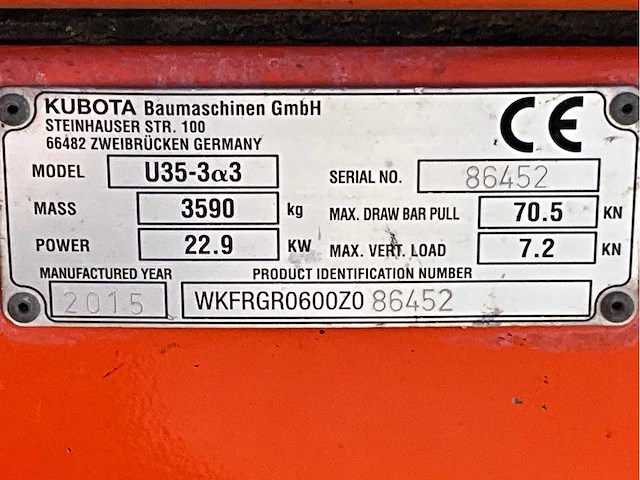 KUBOTA Baumaschinen GmbH
STEINHAUSER STR. 100
66482 ZWEIBRÜCKEN GERMANY
CE
MODEL U35-3α3
SERIAL NO. 86452
MASS 3590 kg
MAX. DRAW BAR PULL 70.5 KN
POWER 22.9 KW
MAX. VERT. LOAD 7.2 KN
MANUFACTURED YEAR
2015
PRODUCT IDENTIFICATION NUMBER
WKFRGR0600Z0 86452